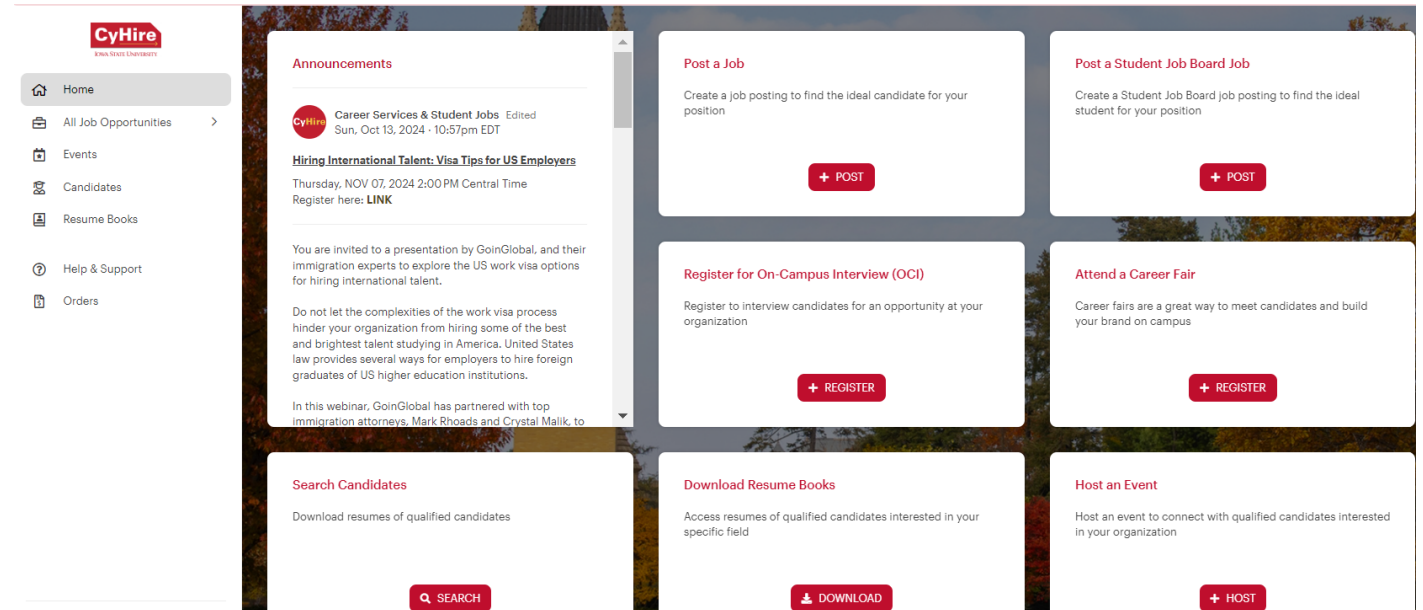 CyHire
IOWA STATE UNIVERSITY
Home
All Job Opportunities
Events
Candidates
Resume Books
Help & Support
Orders
Announcements
CyHire
Career Services & Student Jobs Edited
Sun, Oct 13, 2024 - 10:57pm EDT
Hiring International Talent: Visa Tips for US Employers
Thursday, NOV 07, 2024 2:00 PM Central Time
Register here: LINK
You are invited to a presentation by GoinGlobal, and their
immigration experts to explore the US work visa options
for hiring international talent.
Do not let the complexities of the work visa process
hinder your organization from hiring some of the best
and brightest talent studying in America. United States
law provides several ways for employers to hire foreign
graduates of US higher education institutions.
In this webinar, GoinGlobal has partnered with top
immigration attorneys, Mark Rhoads and Crystal Malik, to
Post a Job
Create a job posting to find the ideal candidate for your
position
+ POST
Post a Student Job Board Job
Create a Student Job Board job posting to find the ideal
student for your position
+ POST
Register for On-Campus Interview (OCI)
Register to interview candidates for an opportunity at your
organization
+ REGISTER
Attend a Career Fair
Career fairs are a great way to meet candidates and build
your brand on campus
+ REGISTER
Search Candidates
Download resumes of qualified candidates
SEARCH
Download Resume Books
Access resumes of qualified candidates interested in your
specific field
DOWNLOAD
Host an Event
Host an event to connect with qualified candidates interested
in your organization
+ HOST